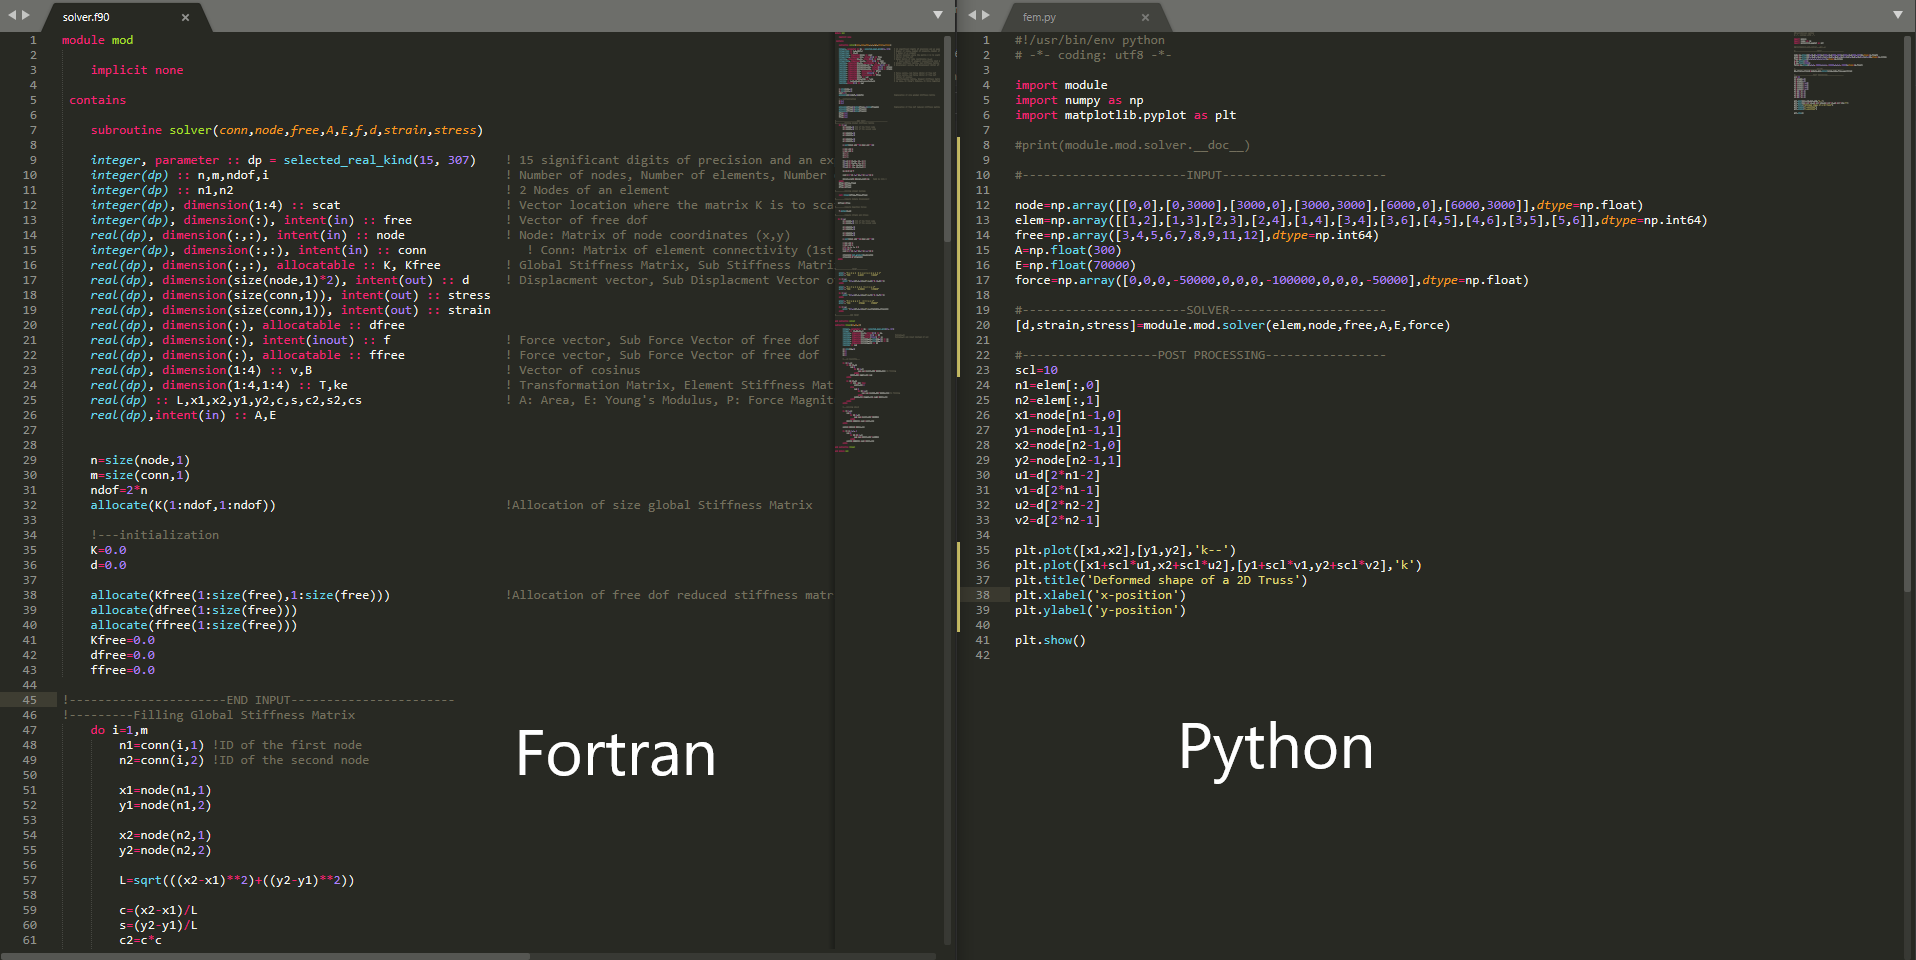 solver.f90
1 module mod
2
3 implicit none
4
5 contains
6
7 subroutine solver(conn,node,free,A,E,f,d,strain,stress)
8
9 integer, parameter :: dp = selected_real_kind(15, 307) ! 15 significant digits of precision and an ex
10 integer(dp) :: n,m,ndof,i ! Number of nodes, Number of elements, Number
11 integer(dp) :: n1,n2 ! 2 Nodes of an element
12 integer(dp), dimension(1:4) :: scat ! Vector location where the matrix K is to sca
13 integer(dp), dimension(:), intent(in) :: free ! Vector of free dof
14 real(dp), dimension(:,:), intent(in) :: node ! Node: Matrix of node coordinates (x,y)
15 integer(dp), dimension(:,:), intent(in) :: conn ! Conn: Matrix of element connectivity (1st
16 real(dp), dimension(:,:), allocatable :: K, Kfree ! Global Stiffness Matrix, Sub Stiffness Matri
17 real(dp), dimension(size(node,1)*2), intent(out) :: d ! Displacment vector, Sub Displacment Vector o
18 real(dp), dimension(size(conn,1)), intent(out) :: stress
19 real(dp), dimension(size(conn,1)), intent(out) :: strain
20 real(dp), dimension(:), allocatable :: dfree
21 real(dp), dimension(:), intent(inout) :: f ! Force vector, Sub Force Vector of free dof
22 real(dp), dimension(:), allocatable :: ffree ! Force vector, Sub Force Vector of free dof
23 real(dp), dimension(1:4) :: v,B ! Vector of cosinus
24 real(dp), dimension(1:4,1:4) :: T,ke ! Transformation Matrix, Element Stiffness Mat
25 real(dp) :: L,x1,x2,y1,y2,c,s,c2,s2,cs ! A: Area, E: Young's Modulus, P: Force Magnit
26 real(dp),intent(in) :: A,E
27
28
29 n=size(node,1)
30 m=size(conn,1)
31 ndof=2*n
32 allocate(K(1:ndof,1:ndof)) !Allocation of size global Stiffness Matrix
33
34 !---initialization
35 K=0.0
36 d=0.0
37
38 allocate(Kfree(1:size(free),1:size(free))) !Allocation of free dof reduced stiffness matr
39 allocate(dfree(1:size(free)))
40 allocate(ffree(1:size(free)))
41 Kfree=0.0
42 dfree=0.0
43 ffree=0.0
44
45 !----------------------END INPUT-----------------------
46 !---------Filling Global Stiffness Matrix
47 do i=1,m
48 n1=conn(i,1) !ID of the first node
49 n2=conn(i,2) !ID of the second node
50
51 x1=node(n1,1)
52 y1=node(n1,2)
53
54 x2=node(n2,1)
55 y2=node(n2,2)
56
57 L=sqrt(((x2-x1)**2)+((y2-y1)**2))
58
59 c=(x2-x1)/L
60 s=(y2-y1)/L
61 c2=c*c
Fortran
fem.py
1 #!/usr/bin/env python
2 # -*- coding: utf8 -*-
3
4 import module
5 import numpy as np
6 import matplotlib.pyplot as plt
7
8 #print(module.mod.solver.__doc__)
9
10 #-----------------------INPUT-----------------------
11
12 node=np.array([[0,0],[0,3000],[3000,0],[3000,3000],[6000,0],[6000,3000]],dtype=np.float)
13 elem=np.array([[1,2],[1,3],[2,3],[2,4],[1,4],[3,4],[3,6],[4,5],[4,6],[3,5],[5,6]],dtype=np.int64)
14 free=np.array([3,4,5,6,7,8,9,11,12],dtype=np.int64)
15 A=np.float(300)
16 E=np.float(70000)
17 force=np.array([0,0,0,-50000,0,0,0,-100000,0,0,0,-50000],dtype=np.float)
18
19 #-----------------------SOLVER----------------------
20 [d,strain,stress]=module.mod.solver(elem,node,free,A,E,force)
21
22 #-------------------POST PROCESSING-----------------
23 scl=10
24 n1=elem[:,0]
25 n2=elem[:,1]
26 x1=node[n1-1,0]
27 y1=node[n1-1,1]
28 x2=node[n2-1,0]
29 y2=node[n2-1,1]
30 u1=d[2*n1-2]
31 v1=d[2*n1-1]
32 u2=d[2*n2-2]
33 v2=d[2*n2-1]
34
35 plt.plot([x1,x2],[y1,y2],'k--')
36 plt.plot([x1+scl*u1,x2+scl*u2],[y1+scl*v1,y2+scl*v2],'k')
37 plt.title('Deformed shape of a 2D Truss')
38 plt.xlabel('x-position')
39 plt.ylabel('y-position')
40
41 plt.show()
42
Python